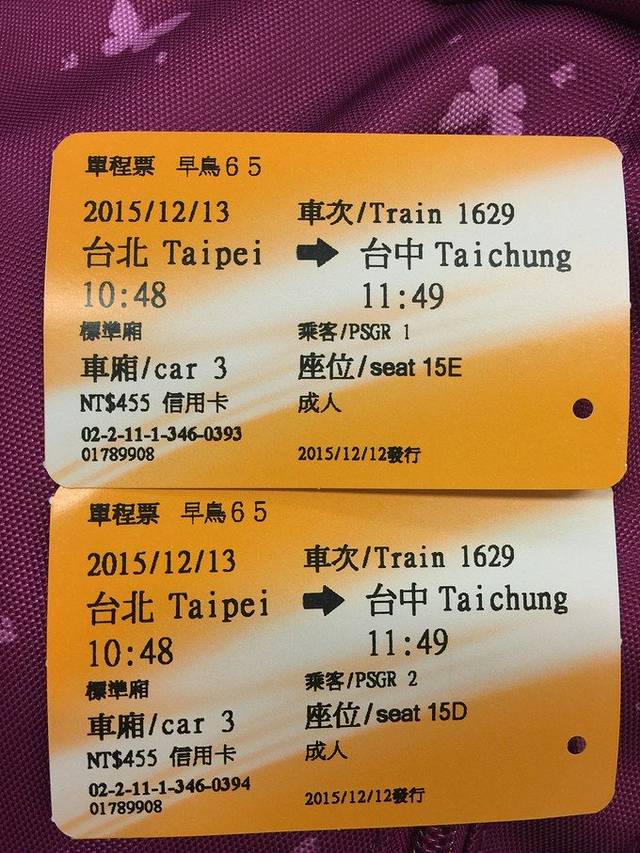 單程票 早鳥65
2015/12/13 車次/Train 1629
台北 Taipei ➡ 台中 Taichung
10:48 11:49
標準廂 乘客/PSGR 1
車廂/car 3 座位/seat 15E
NT$455 信用卡 成人
02-2-11-1-346-0393
01789908 2015/12/12發行
單程票 早鳥65
2015/12/13 車次/Train 1629
台北 Taipei ➡ 台中 Taichung
10:48 11:49
標準廂 乘客/PSGR 2
車廂/car 3 座位/seat 15D
NT$455 信用卡 成人
02-2-11-1-346-0394
01789908 2015/12/12發行